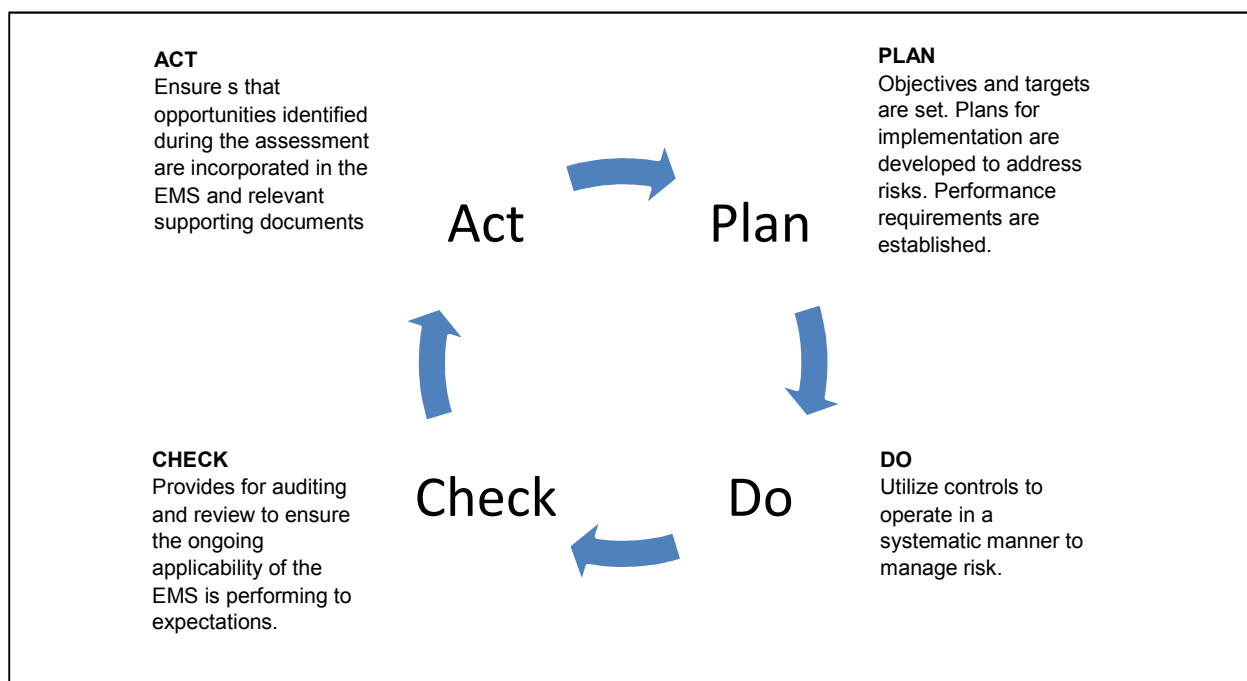 ACT
Ensure s that
opportunities identified
during the assessment
are incorporated in the
EMS and relevant
supporting documents
PLAN
Objectives and targets
are set. Plans for
implementation are
developed to address
risks. Performance
requirements are
established.
Act
Plan
Check
Do
CHECK
Provides for auditing
and review to ensure
the ongoing
applicability of the
EMS is performing to
expectations.
DO
Utilize controls to
operate in a
systematic manner to
manage risk.